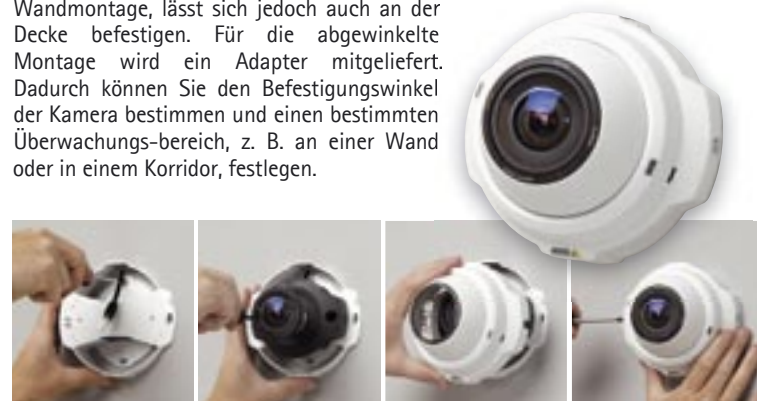 Wandmontage, lässt sich jedoch auch an der
Decke befestigen. Für die abgewinkelte
Montage wird ein Adapter mitgeliefert.
Dadurch können Sie den Befestigungswinkel
der Kamera bestimmen und einen bestimmten
Überwachungs-bereich, z. B. an einer Wand
oder in einem Korridor, festlegen.